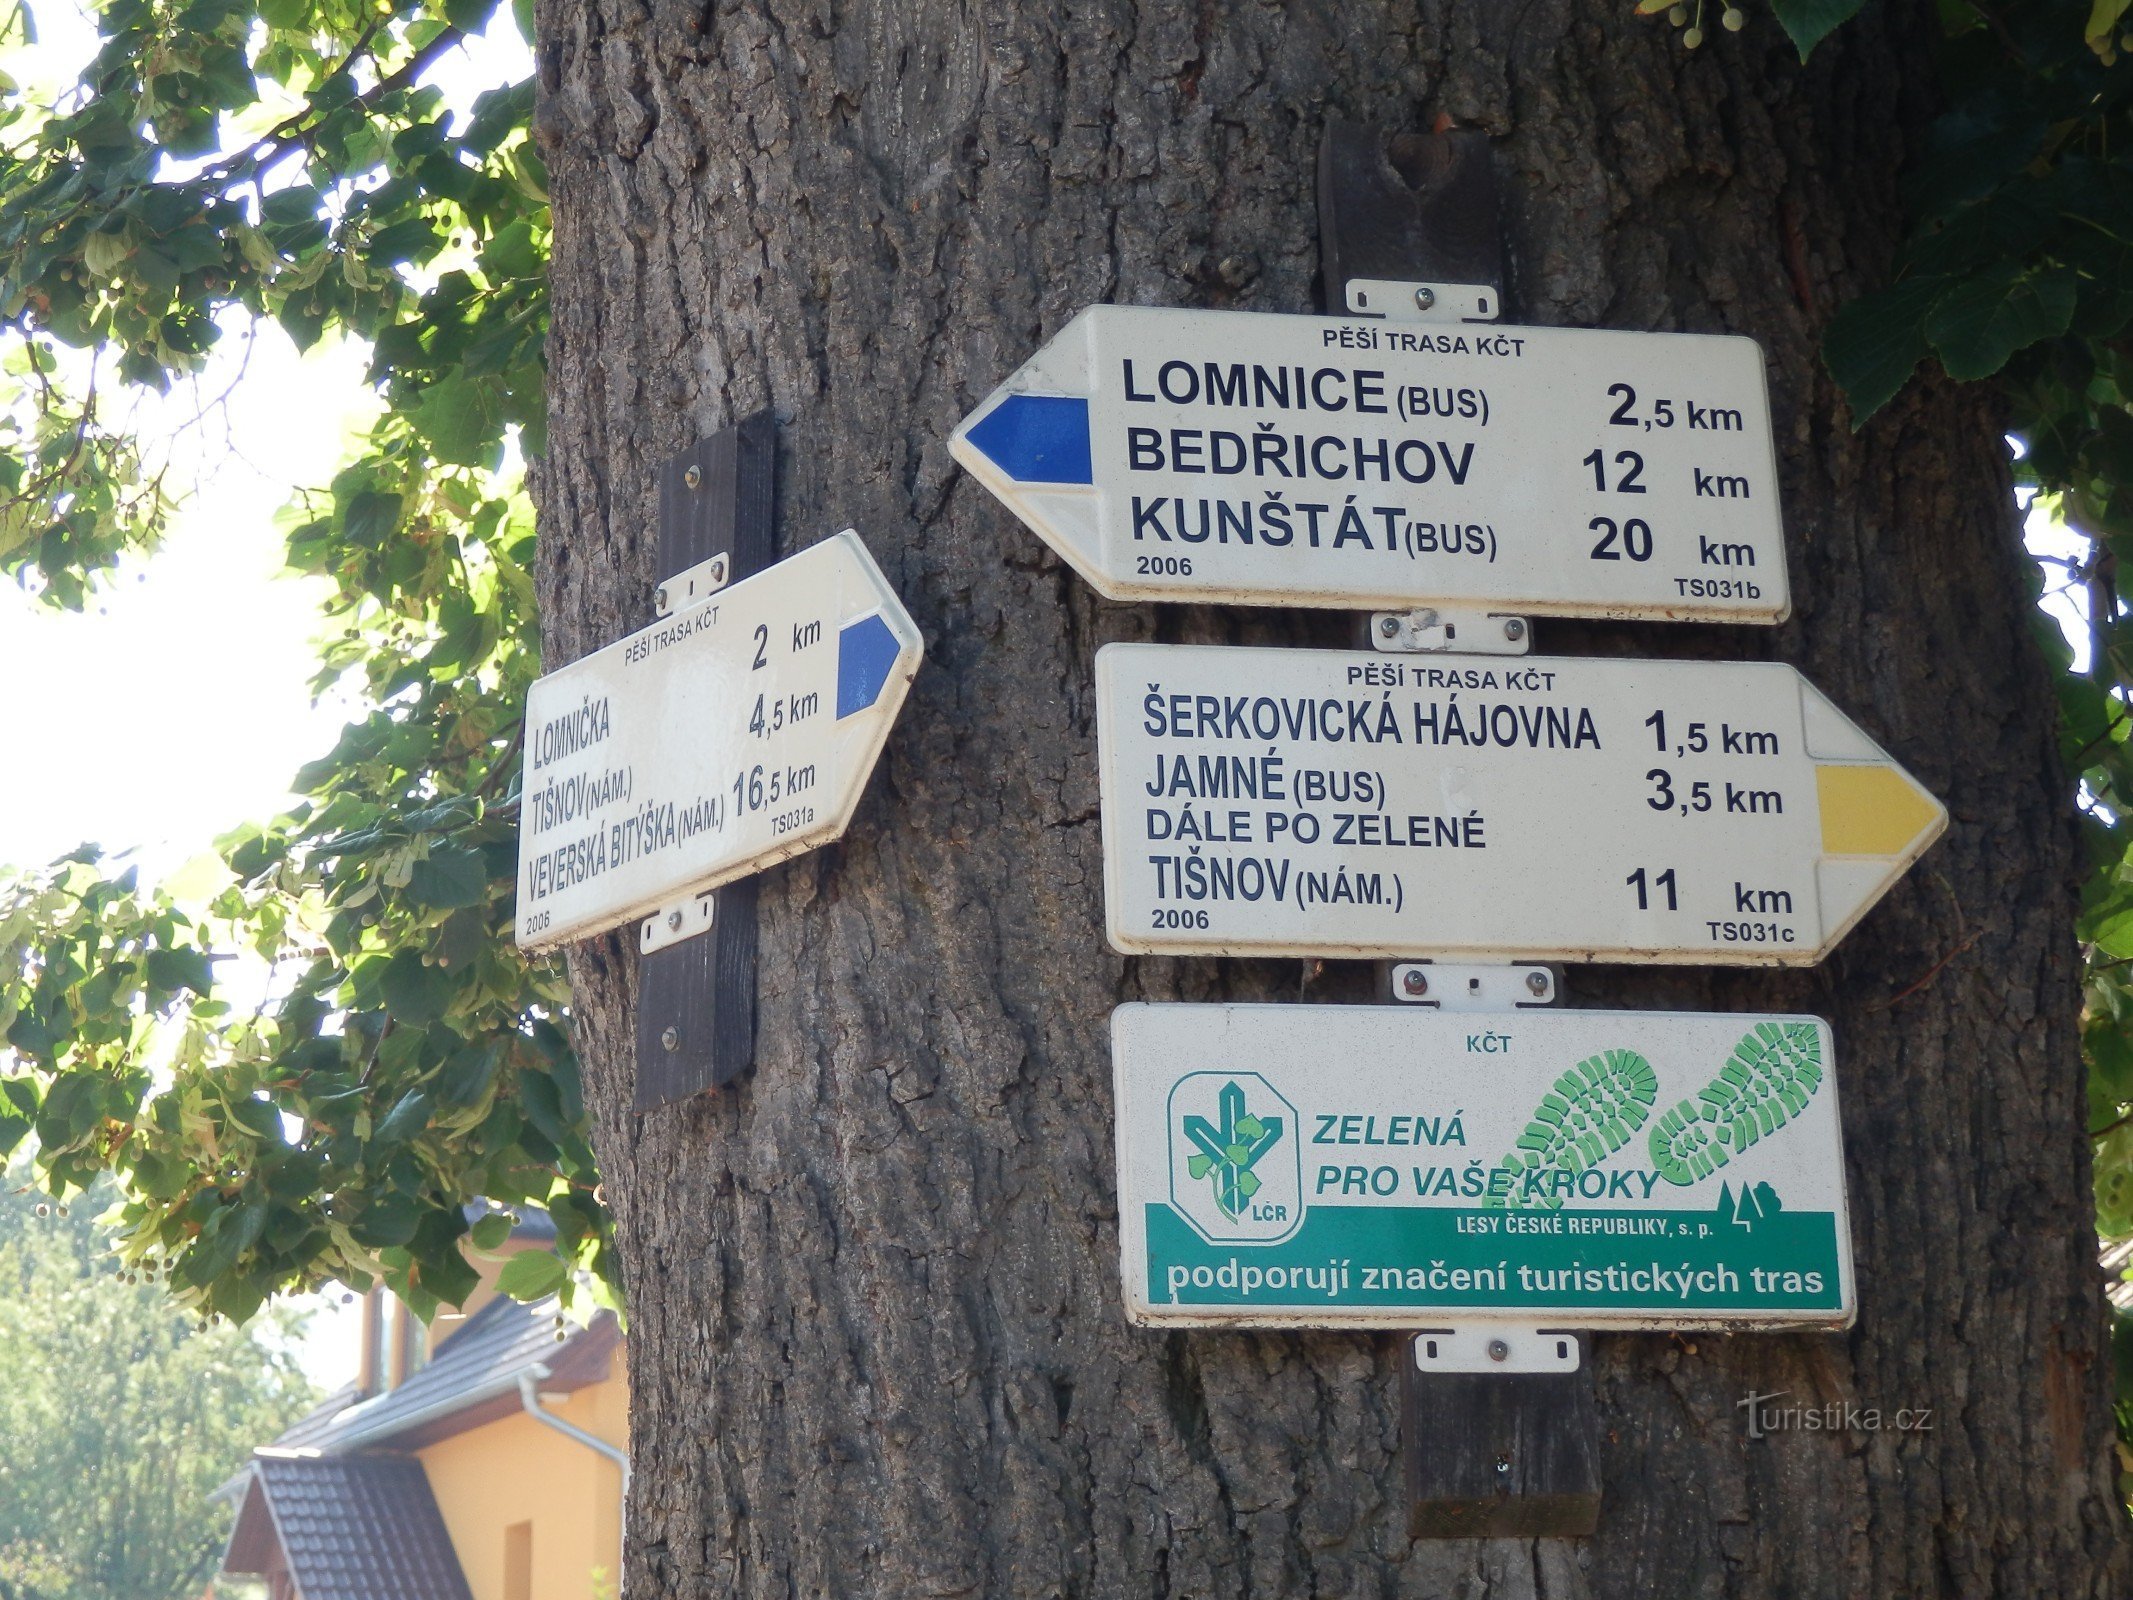 PĚŠÍ TRASA KČT
LOMNICE (BUS) 2,5 km
BEDŘICHOV 12 km
KUNŠTÁT(BUS) 20 km
2006 TS031b
PĚŠÍ TRASA KČT
LOMNIČKA 2 km
TIŠNOV(NÁM.) 4,5 km
VEVERSKÁ BITÝŠKA(NÁM.) 16,5 km
2006 TS031a
PĚŠÍ TRASA KČT
ŠERKOVICKÁ HÁJOVNA 1,5 km
JAMNÉ (BUS) 3,5 km
DÁLE PO ZELENÉ
TIŠNOV(NÁM.) 11 km
2006 TS031c
KČT
ZELENÁ
PRO VAŠE KROKY
LČR
LESY ČESKÉ REPUBLIKY, s. p.
podporují značení turistických tras
Turistika.cz